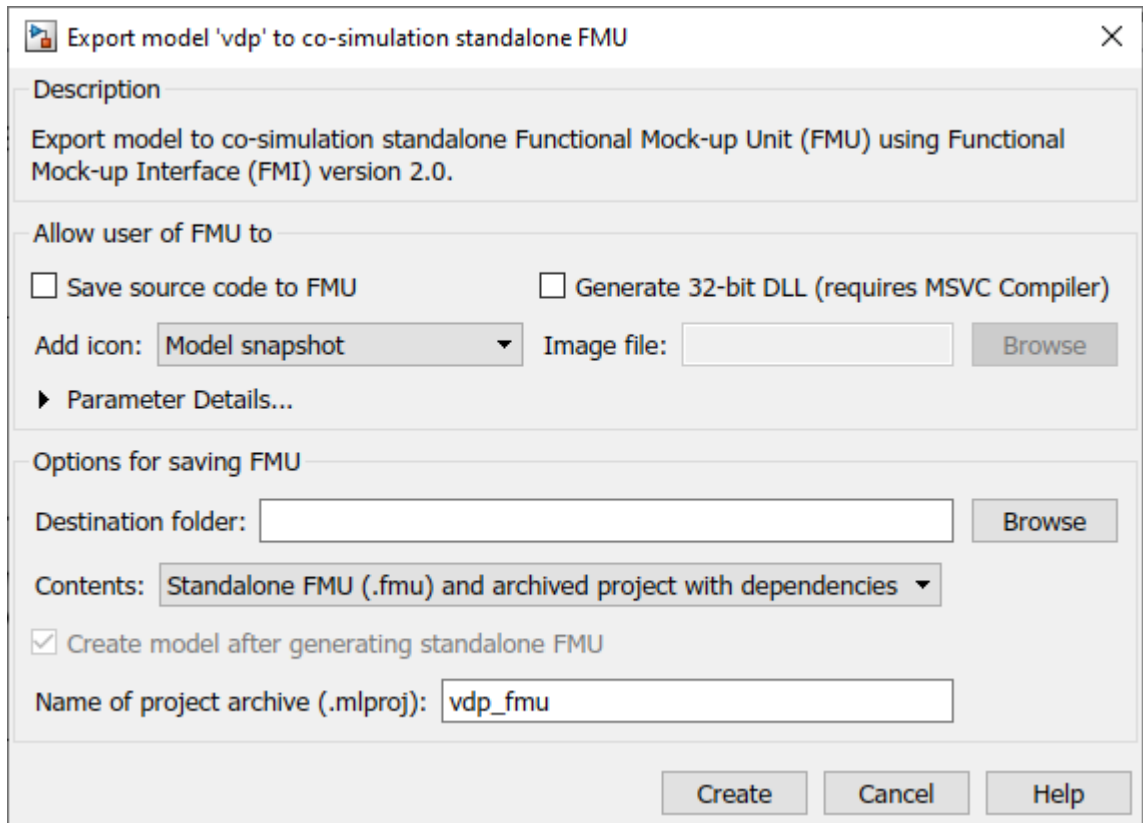 Export model 'vdp' to co-simulation standalone FMU
Description
Export model to co-simulation standalone Functional Mock-up Unit (FMU) using Functional
Mock-up Interface (FMI) version 2.0.
Allow user of FMU to
Save source code to FMU Generate 32-bit DLL (requires MSVC Compiler)
Add icon: Model snapshot Image file: Browse
Parameter Details...
Options for saving FMU
Destination folder: Browse
Contents: Standalone FMU (.fmu) and archived project with dependencies
Create model after generating standalone FMU
Name of project archive (.mlproj): vdp_fmu
Create Cancel Help